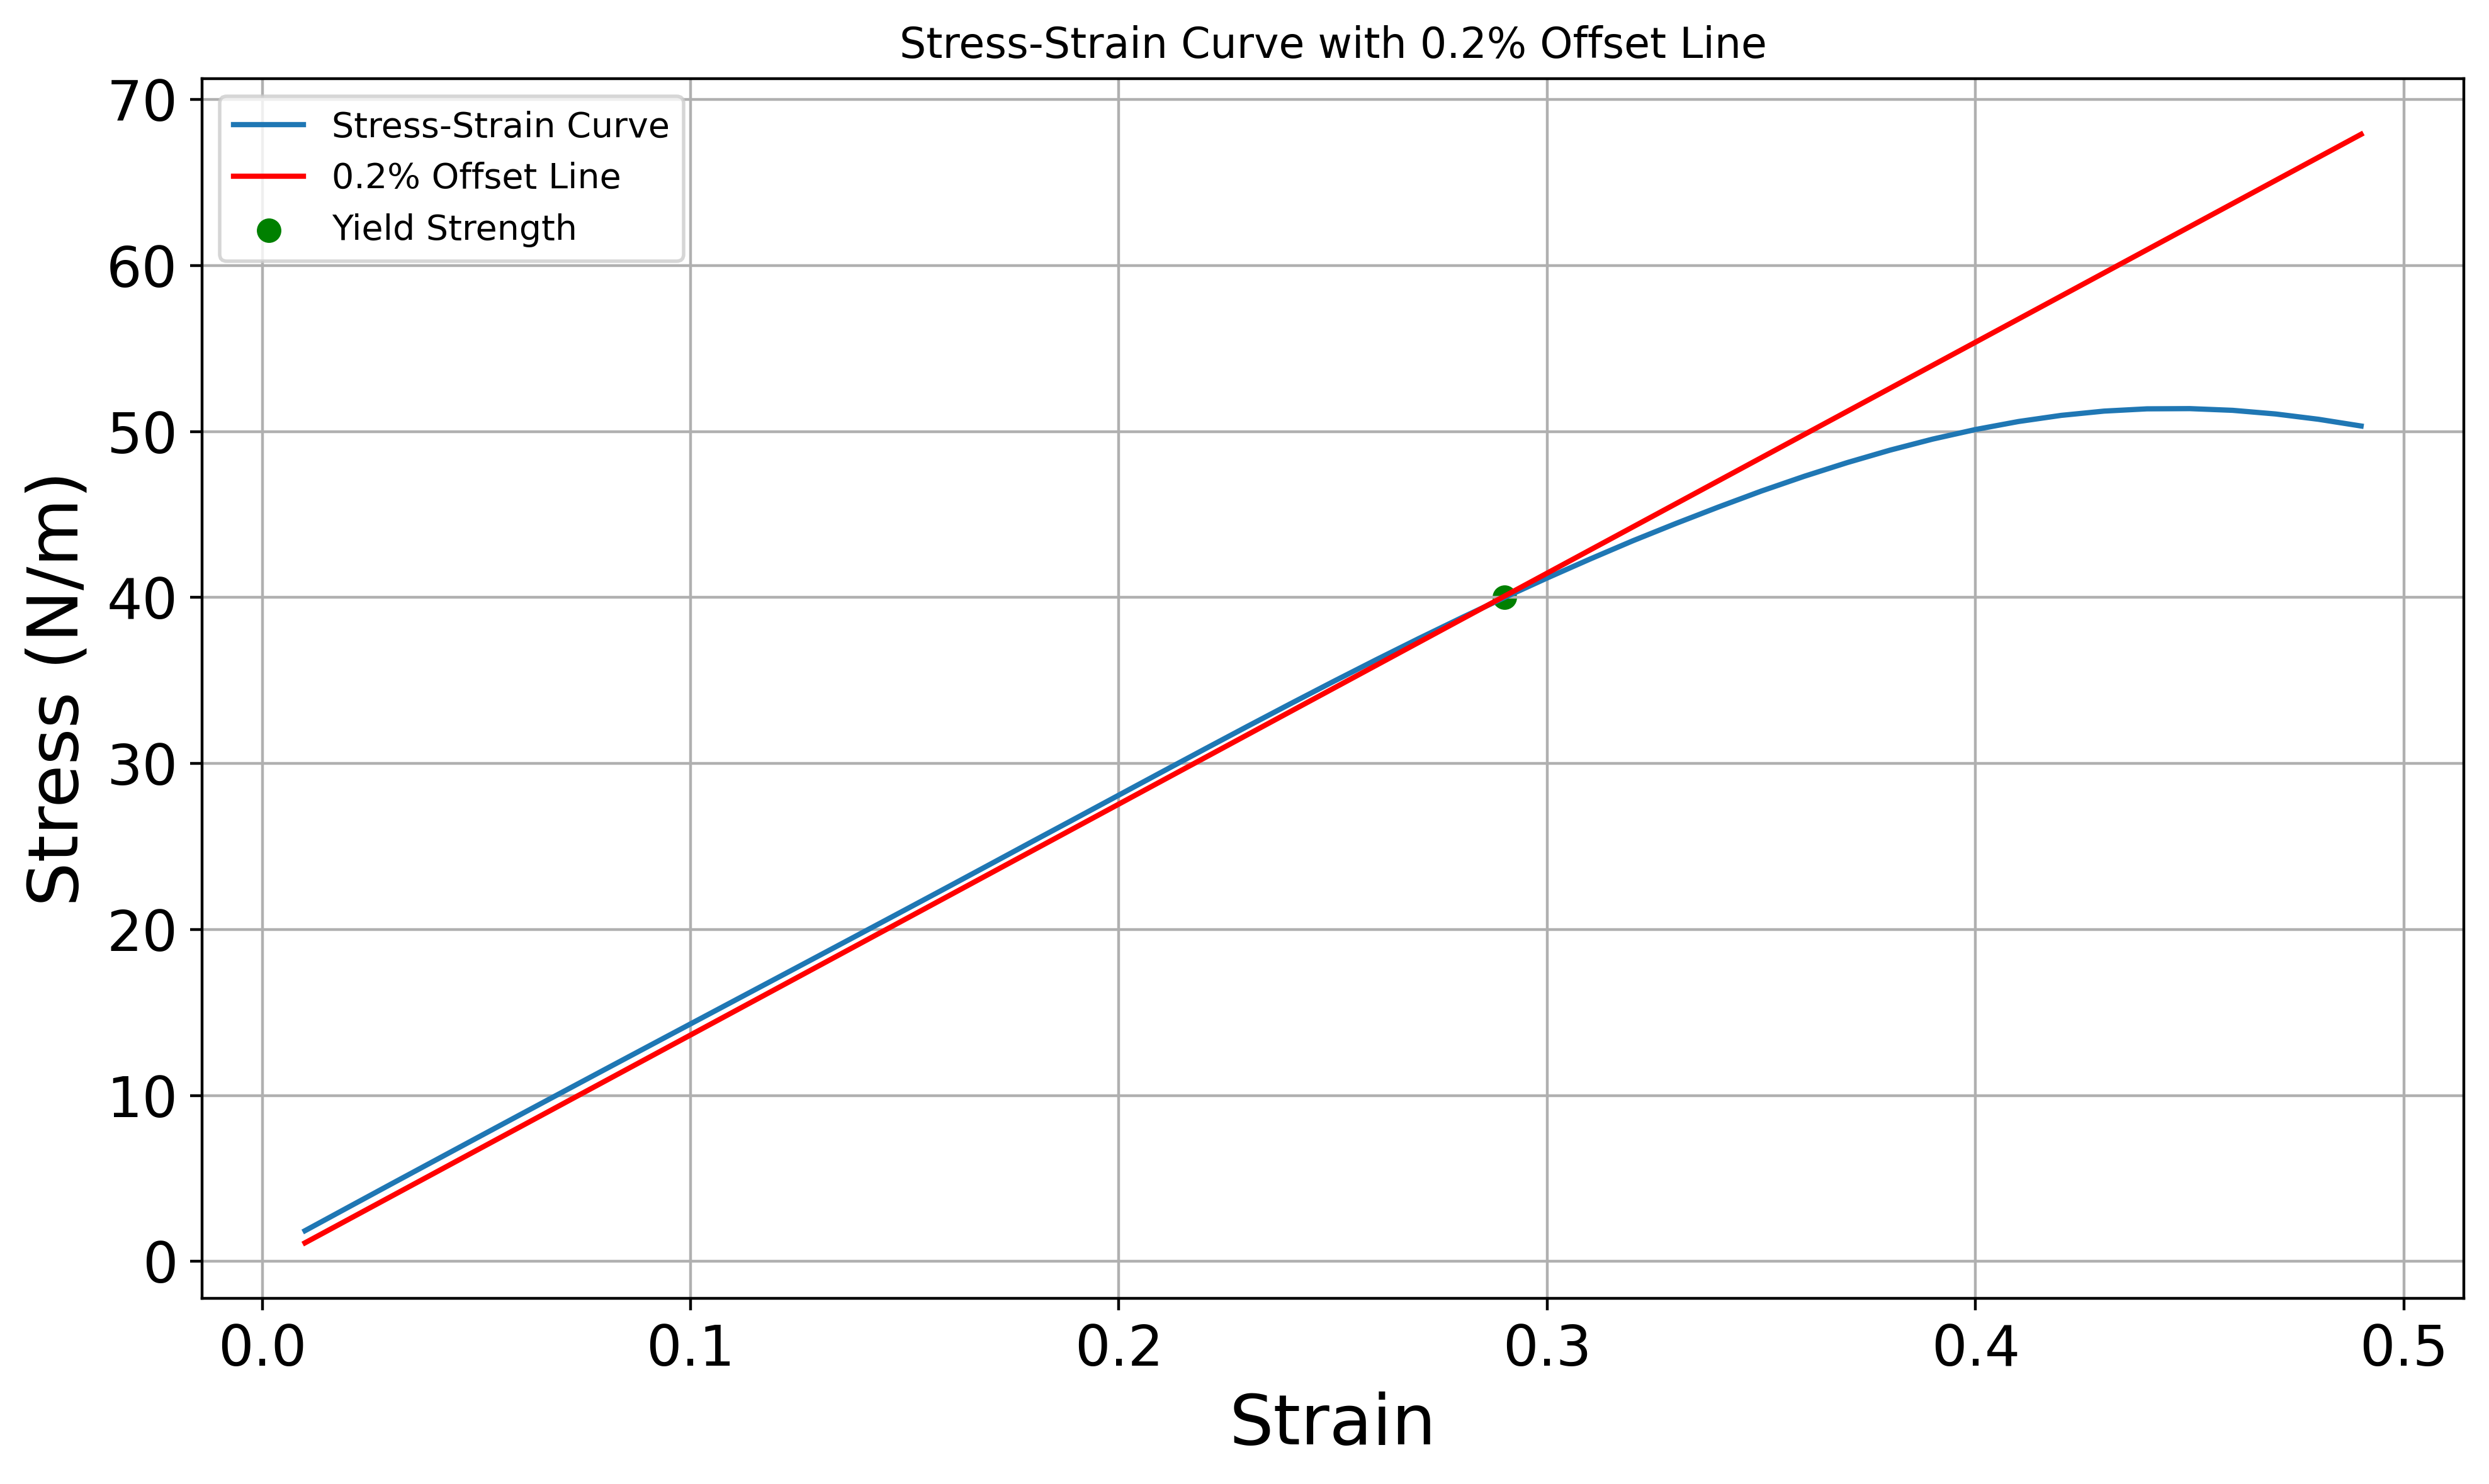 Stress-Strain Curve with 0.2% Offset Line
70
60
50
40
30
20
10
0
Stress (N/m)
Stress-Strain Curve
0.2% Offset Line
Yield Strength
0.0 0.1 0.2 0.3 0.4 0.5
Strain